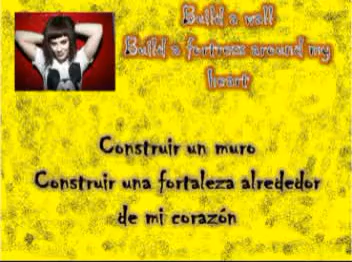 Build a wall
Build a fortress around my
heart
Construir un muro
Construir una fortaleza alrededor
de mi corazón